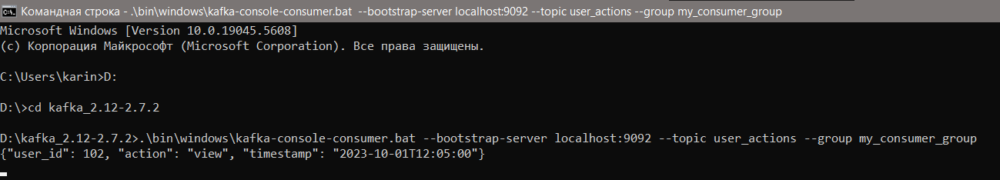 Командная строка - .\bin\windows\kafka-console-consumer.bat  --bootstrap-server localhost:9092 --topic user_actions --group my_consumer_group
Microsoft Windows [Version 10.0.19045.5608]
(c) Корпорация Майкрософт (Microsoft Corporation). Все права защищены.
C:\Users\karin>D:
D:\>cd kafka_2.12-2.7.2
D:\kafka_2.12-2.7.2>.\bin\windows\kafka-console-consumer.bat --bootstrap-server localhost:9092 --topic user_actions --group my_consumer_group
{"user_id": 102, "action": "view", "timestamp": "2023-10-01T12:05:00"}